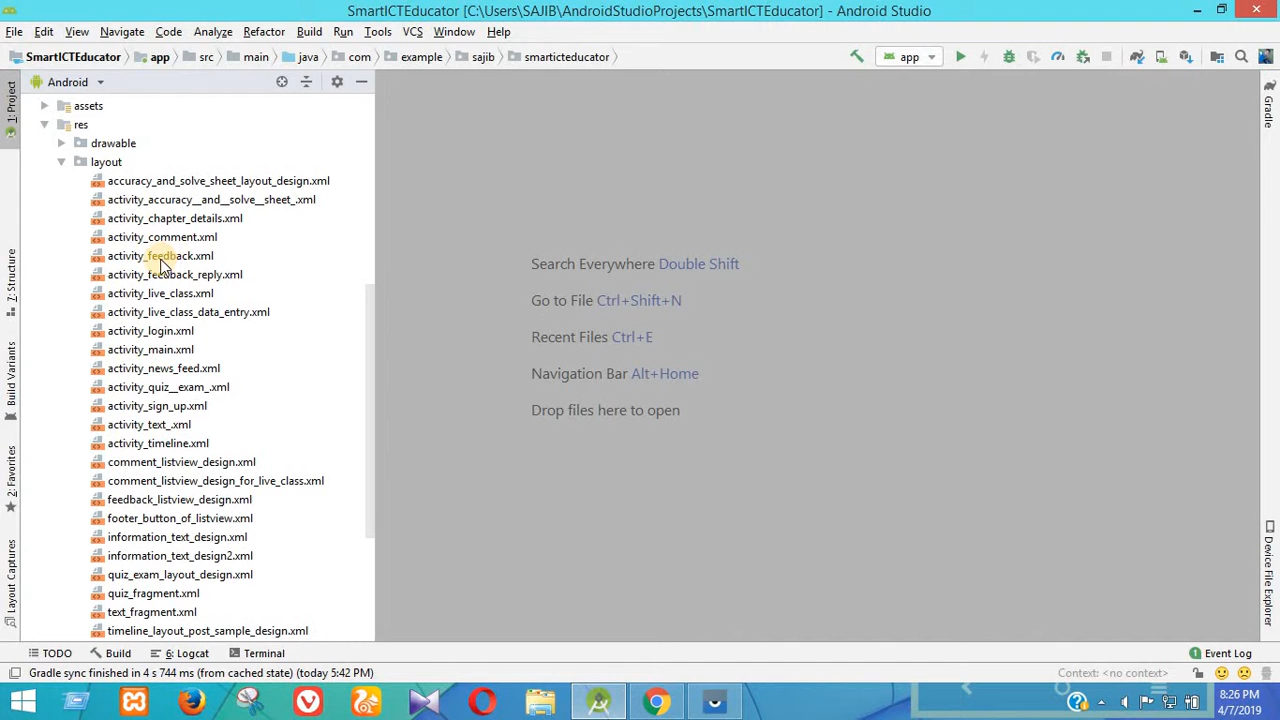 SmartICTEducator [C:\Users\SAJIB\AndroidStudioProjects\SmartICTEducator] - Android Studio
File Edit View Navigate Code Analyze Refactor Build Run Tools VCS Window Help
SmartICTEducator app src main java com example sajib smarticteducator app
Android
1: Project
Z: Structure
Build Variants
2: Favorites
Layout Captures
assets
res
drawable
layout
accuracy_and_solve_sheet_layout_design.xml
activity_accuracy__and__solve__sheet_.xml
activity_chapter_details.xml
activity_comment.xml
activity_feedback.xml
activity_feedback_reply.xml
activity_live_class.xml
activity_live_class_data_entry.xml
activity_login.xml
activity_main.xml
activity_news_feed.xml
activity_quiz__exam_.xml
activity_sign_up.xml
activity_text_.xml
activity_timeline.xml
comment_listview_design.xml
comment_listview_design_for_live_class.xml
feedback_listview_design.xml
footer_button_of_listview.xml
information_text_design.xml
information_text_design2.xml
quiz_exam_layout_design.xml
quiz_fragment.xml
text_fragment.xml
timeline_layout_post_sample_design.xml
Search Everywhere Double Shift
Go to File Ctrl+Shift+N
Recent Files Ctrl+E
Navigation Bar Alt+Home
Drop files here to open
Gradle
Device File Explorer
TODO Build 6: Logcat Terminal 1 Event Log
Gradle sync finished in 4 s 744 ms (from cached state) (today 5:42 PM) Context: <no context>
8:26 PM
4/7/2019